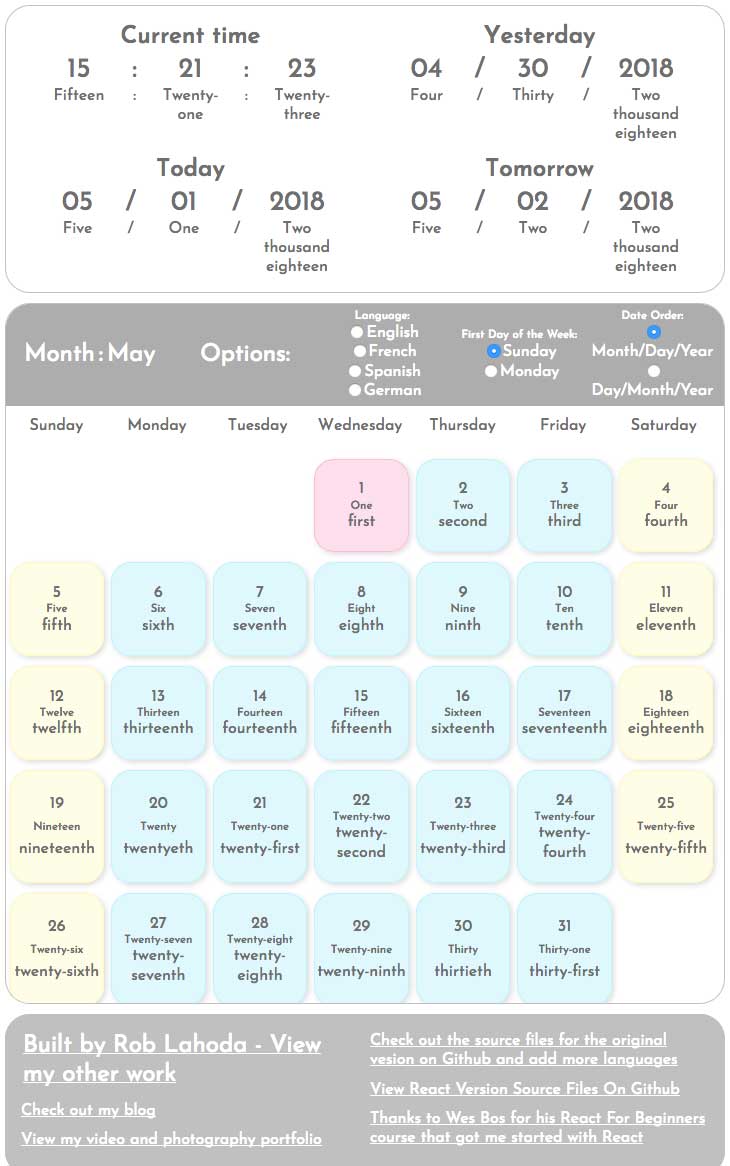 Current time
15 : 21 : 23
Fifteen : Twenty- : Twenty-
one three
Yesterday
04 / 30 / 2018
Four / Thirty / Two
thousand
eighteen
Today
05 / 01 / 2018
Five / One / Two
thousand
eighteen
Tomorrow
05 / 02 / 2018
Five / Two / Two
thousand
eighteen
Month : May
Options:
Language:
English
French
Spanish
German
First Day of the Week:
Sunday
Monday
Date Order:
Month/Day/Year
Day/Month/Year
Sunday Monday Tuesday Wednesday Thursday Friday Saturday
1
One
first
2
Two
second
3
Three
third
4
Four
fourth
5
Five
fifth
6
Six
sixth
7
Seven
seventh
8
Eight
eighth
9
Nine
ninth
10
Ten
tenth
11
Eleven
eleventh
12
Twelve
twelfth
13
Thirteen
thirteenth
14
Fourteen
fourteenth
15
Fifteen
fifteenth
16
Sixteen
sixteenth
17
Seventeen
seventeenth
18
Eighteen
eighteenth
19
Nineteen
nineteenth
20
Twenty
twentyeth
21
Twenty-one
twenty-first
22
Twenty-two
twenty-
second
23
Twenty-three
twenty-third
24
Twenty-four
twenty-
fourth
25
Twenty-five
twenty-fifth
26
Twenty-six
twenty-sixth
27
Twenty-seven
twenty-
seventh
28
Twenty-eight
twenty-
eighth
29
Twenty-nine
twenty-ninth
30
Thirty
thirtieth
31
Thirty-one
thirty-first
Built by Rob Lahoda - View
my other work
Check out my blog
View my video and photography portfolio
Check out the source files for the original
vesion on Github and add more languages
View React Version Source Files On Github
Thanks to Wes Bos for his React For Beginners
course that got me started with React